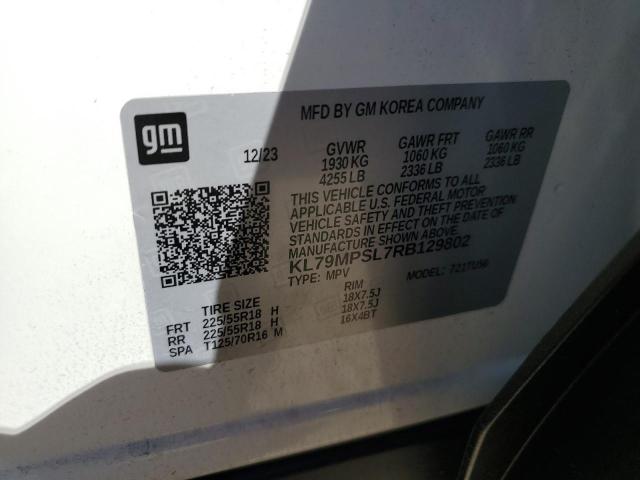 gm
MFD BY GM KOREA COMPANY
12/23
GVWR GAWR FRT GAWR RR
1930 KG 1060 KG 1060 KG
4255 LB 2336 LB 2336 LB
THIS VEHICLE CONFORMS TO ALL
APPLICABLE U.S. FEDERAL MOTOR
VEHICLE SAFETY AND THEFT PREVENTION
STANDARDS IN EFFECT ON THE DATE OF
MANUFACTURE SHOWN ABOVE.
KL79MPSL7RB129802
TYPE: MPV MODEL: 721TU56
TIRE SIZE RIM
FRT 225/55R18 H 18X7.5J
RR 225/55R18 H 18X7.5J
SPA T125/70R16 M 16X4BT